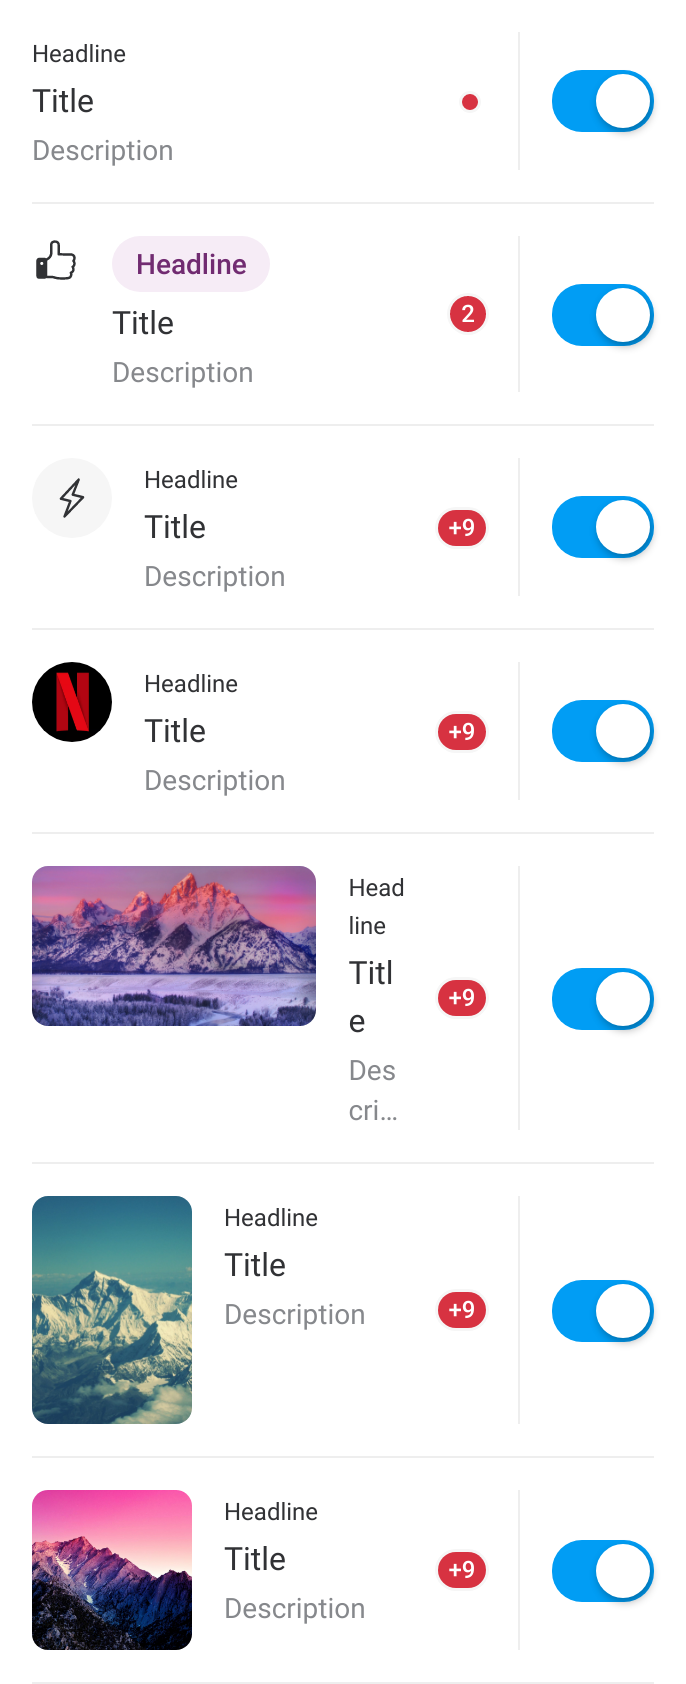 Headline
Title
Description
Headline
Title
2
Description
Headline
Title
+9
Description
N
Headline
Title
+9
Description
Head
line
Titl
e
+9
Des
cri...
Headline
Title
Description
+9
Headline
Title
+9
Description